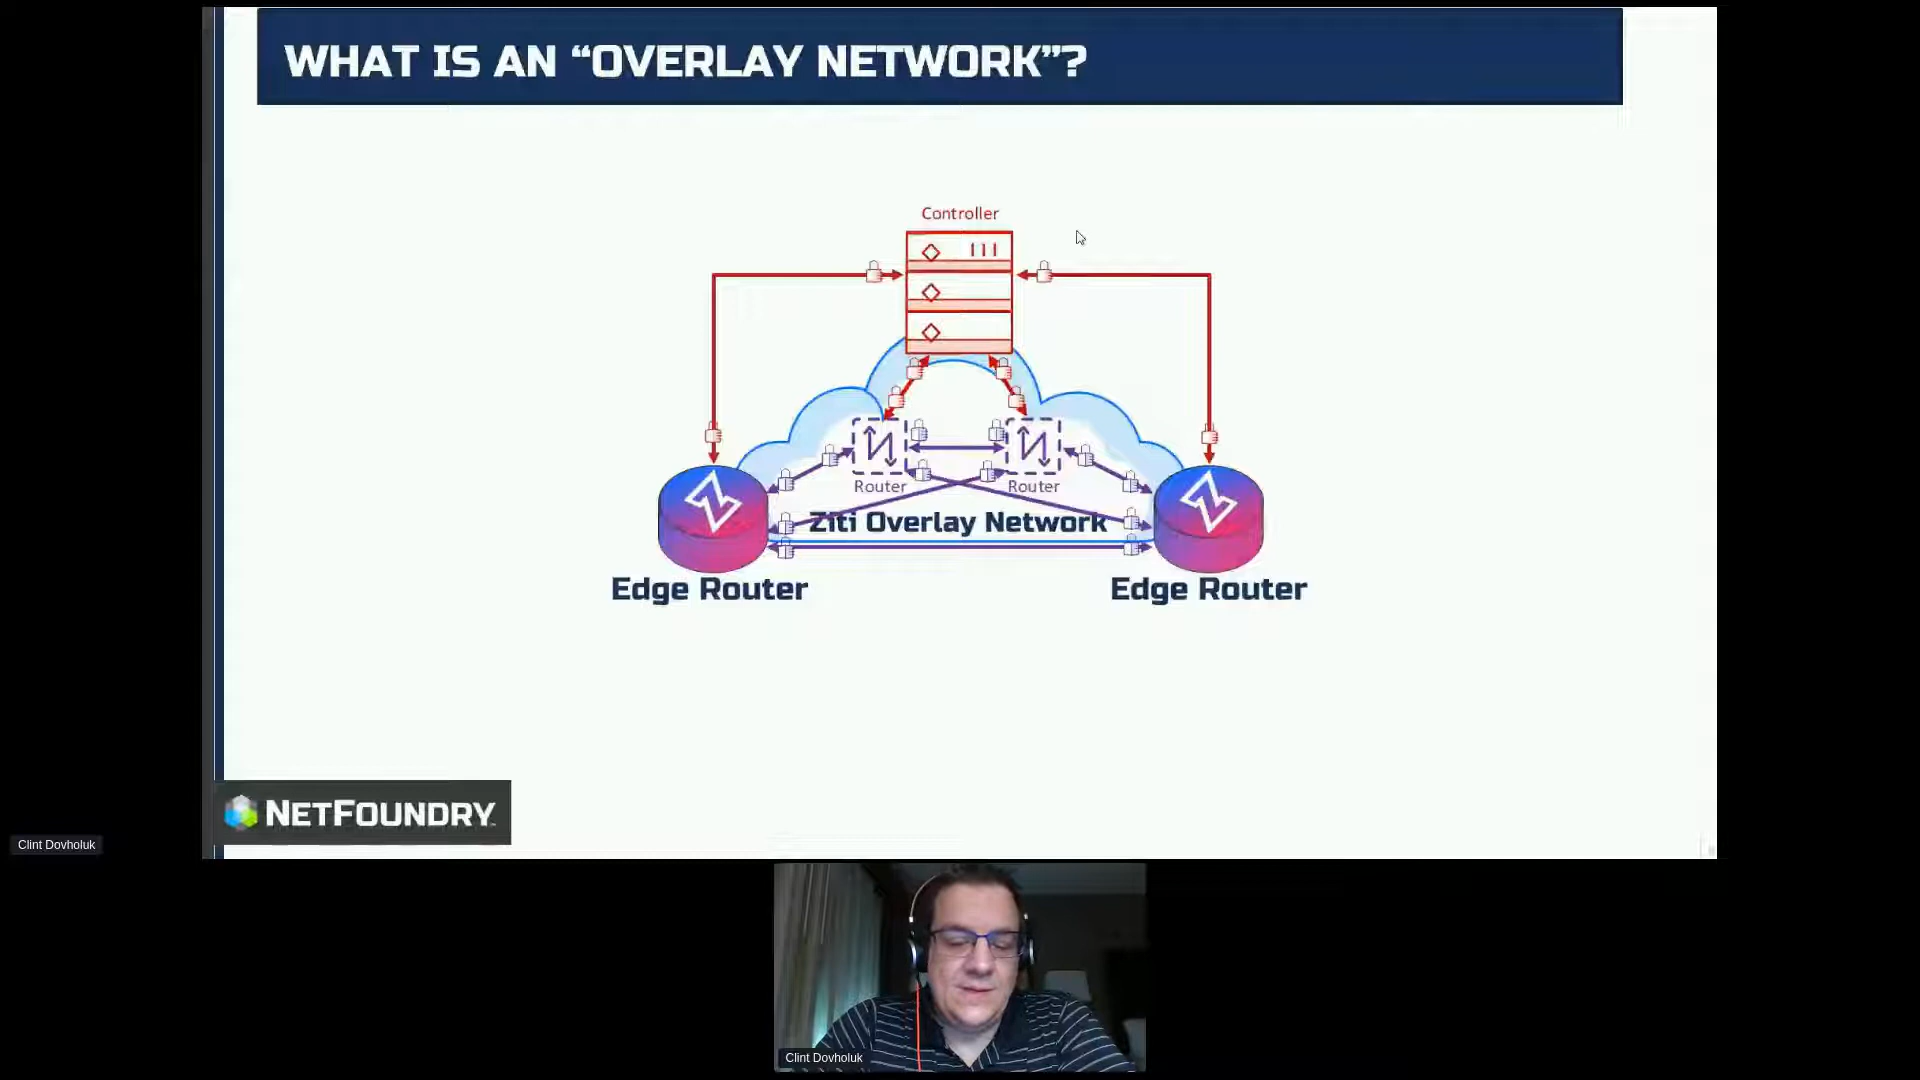 WHAT IS AN “OVERLAY NETWORK”?
Controller
Router
Router
Ziti Overlay Network
Edge Router
Edge Router
NETFOUNDRY
Clint Dovholuk
Clint Dovholuk